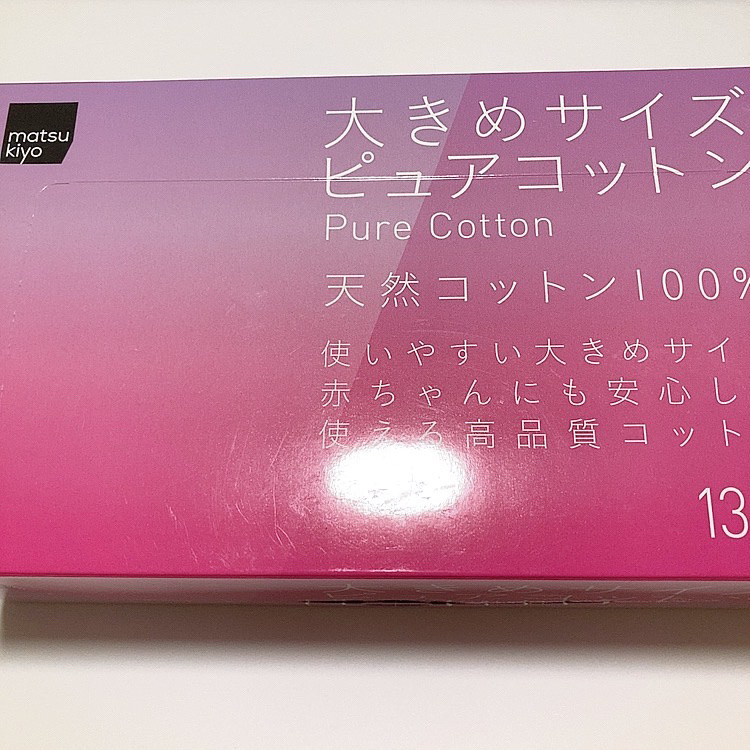 matsu
kiyo
大きめサイズ
ピュアコットン
Pure Cotton
天然コットン100%
使いやすい大きめサイ
赤ちゃんにも安心し
使える高品質コット
13